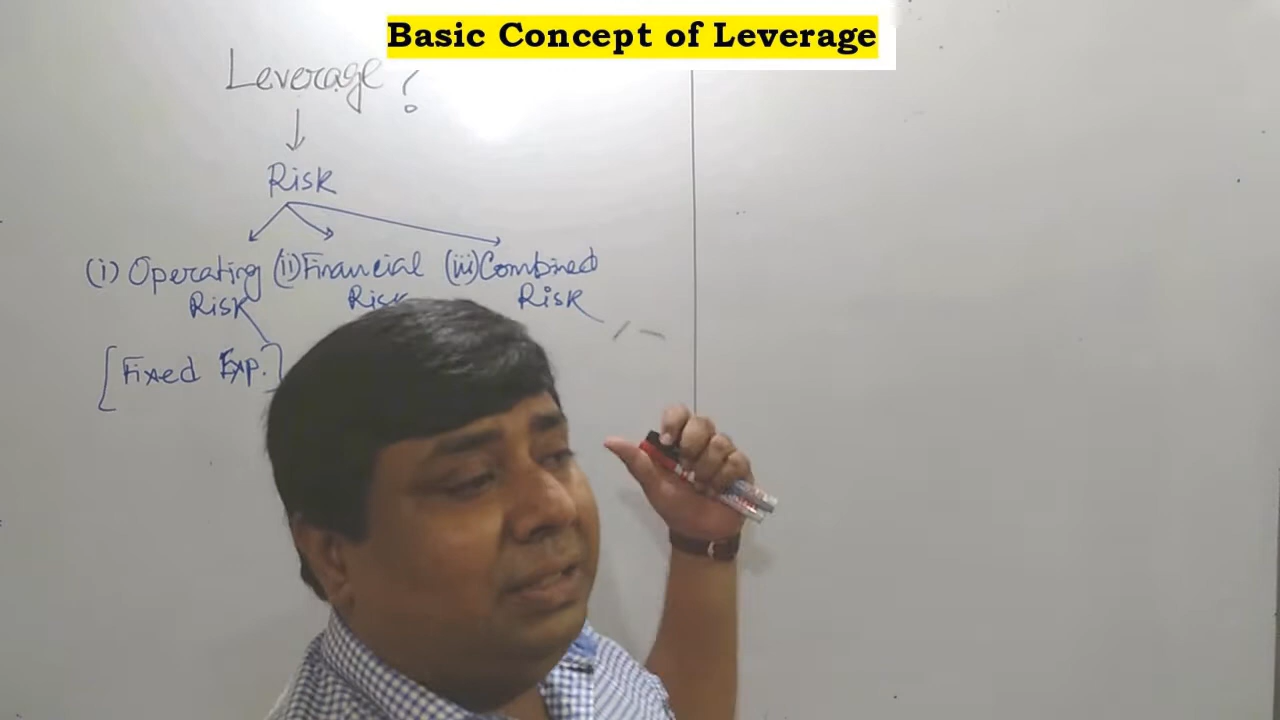 Basic Concept of Leverage
Leverage ?
Risk
(i) Operating Risk
(ii) Financial Risk
(iii) Combined Risk
[Fixed Exp.]